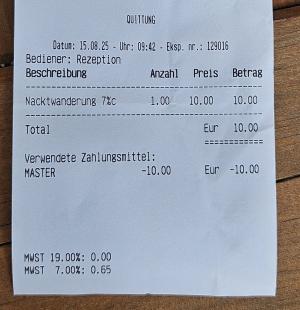 QUITTUNG
Datum: 15.08.25 - Uhr: 09:42 - Eksp. nr.: 129016
Bediener: Rezeption
Beschreibung Anzahl Preis Betrag
Nacktwanderung 7%c 1.00 10.00 10.00
Total Eur 10.00
Verwendete Zahlungsmittel:
MASTER -10.00 Eur -10.00
MWST 19.00%: 0.00
MWST 7.00%: 0.65